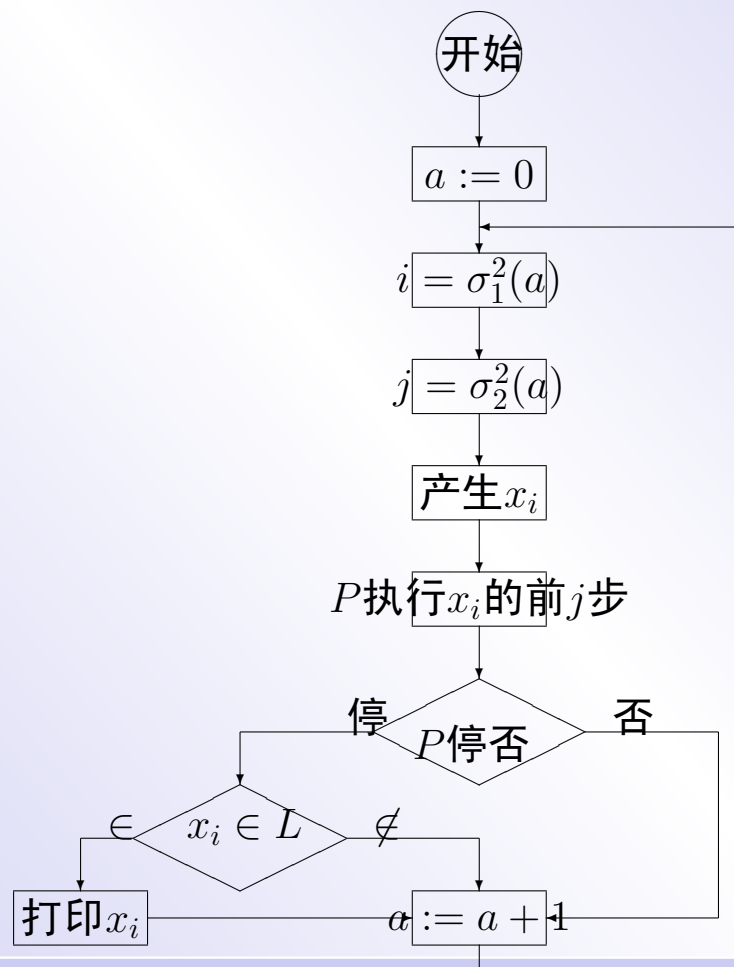 开始
a := 0
i = σ₁²(a)
j = σ₂²(a)
产生xᵢ
P执行xᵢ的前j步
停
否
P停否
∈
xᵢ ∈ L
∉
打印xᵢ
a := a + 1